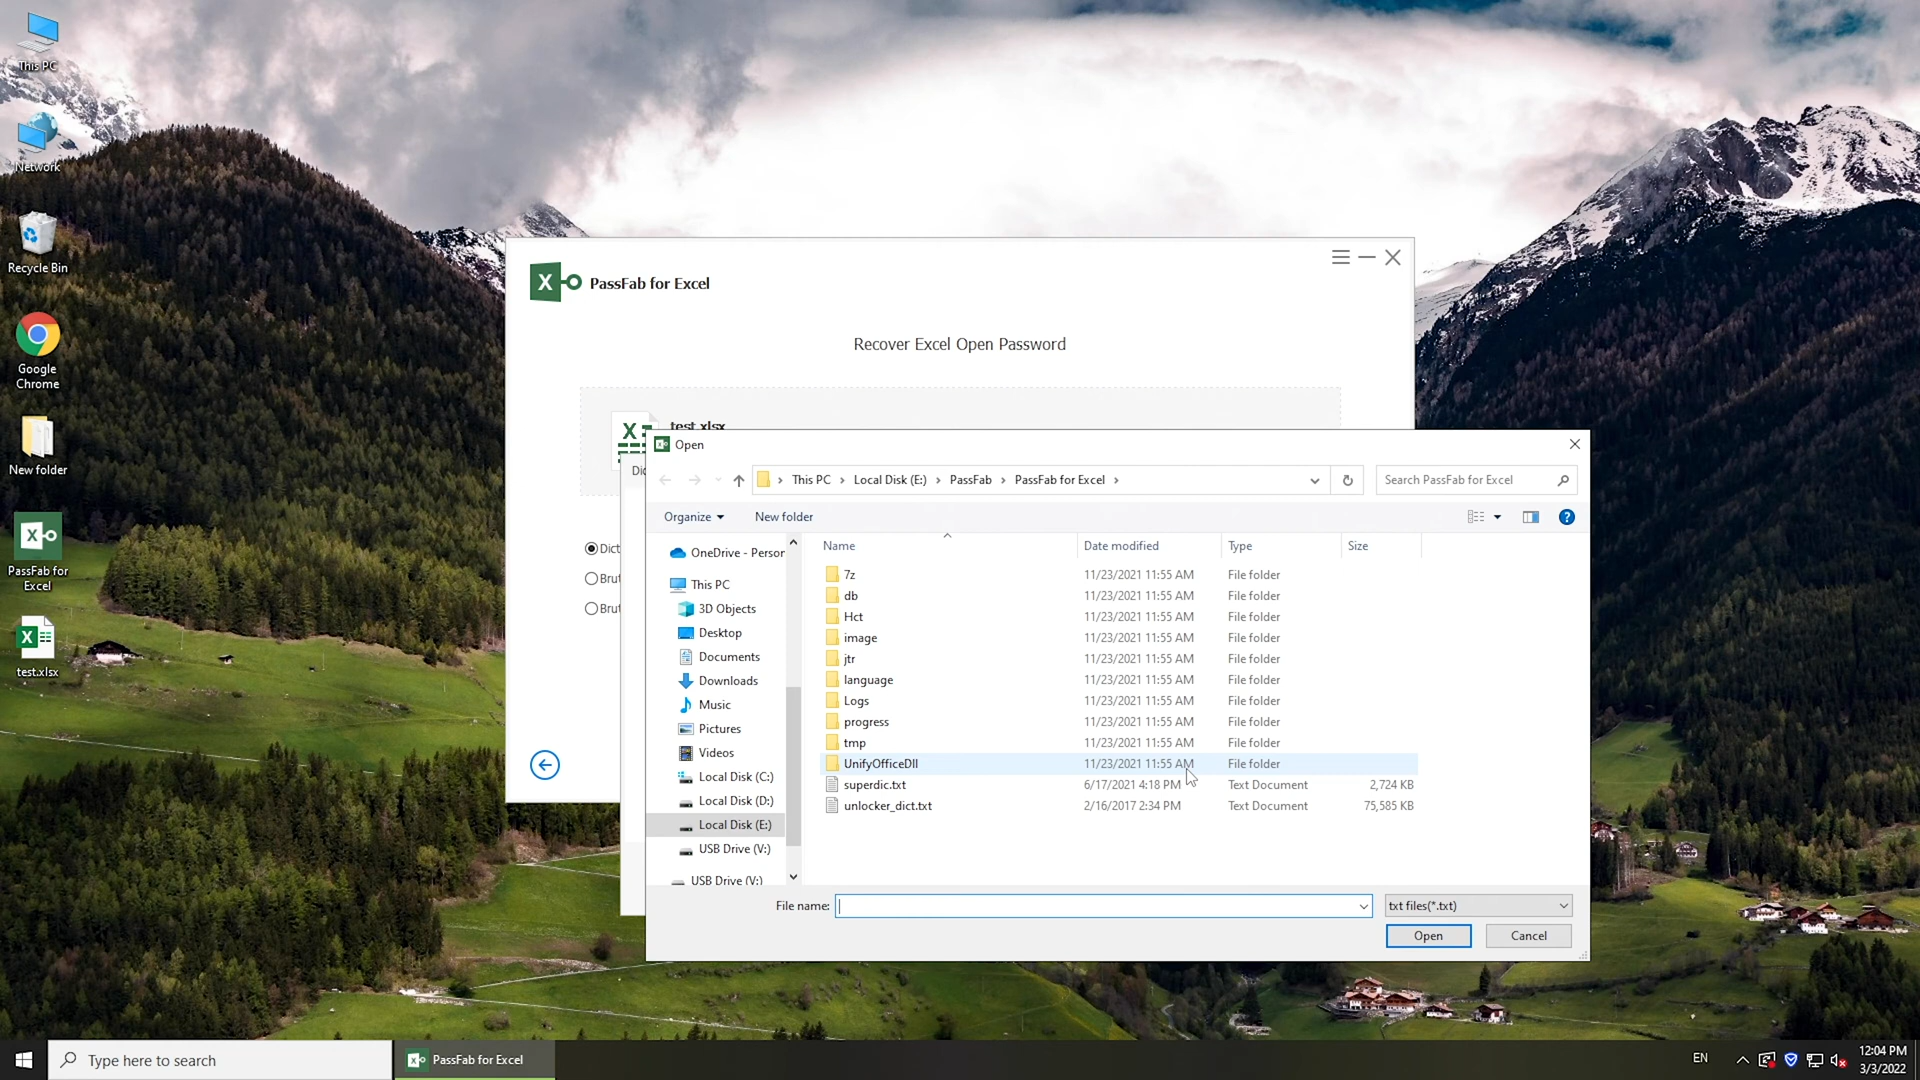 This PC
Network
Recycle Bin
Google
Chrome
New folder
PassFab for
Excel
test.xlsx
PassFab for Excel
Recover Excel Open Password
test.xlsx
Open
This PC
Local Disk (E:)
PassFab
PassFab for Excel
Search PassFab for Excel
Organize
New folder
OneDrive - Person
This PC
3D Objects
Desktop
Documents
Downloads
Music
Pictures
Videos
Local Disk (C:)
Local Disk (D:)
Local Disk (E:)
USB Drive (V:)
USB Drive (V:)
Name Date modified Type Size
7z 11/23/2021 11:55 AM File folder
db 11/23/2021 11:55 AM File folder
Hct 11/23/2021 11:55 AM File folder
image 11/23/2021 11:55 AM File folder
jtr 11/23/2021 11:55 AM File folder
language 11/23/2021 11:55 AM File folder
Logs 11/23/2021 11:55 AM File folder
progress 11/23/2021 11:55 AM File folder
tmp 11/23/2021 11:55 AM File folder
UnifyOfficeDll 11/23/2021 11:55 AM File folder
superdic.txt 6/17/2021 4:18 PM Text Document 2,724 KB
unlocker_dict.txt 2/16/2017 2:34 PM Text Document 75,585 KB
File name:
txt files(*.txt)
Open
Cancel
Dic
Dict
Brut
Brut
Type here to search
PassFab for Excel
EN
12:04 PM
3/3/2022